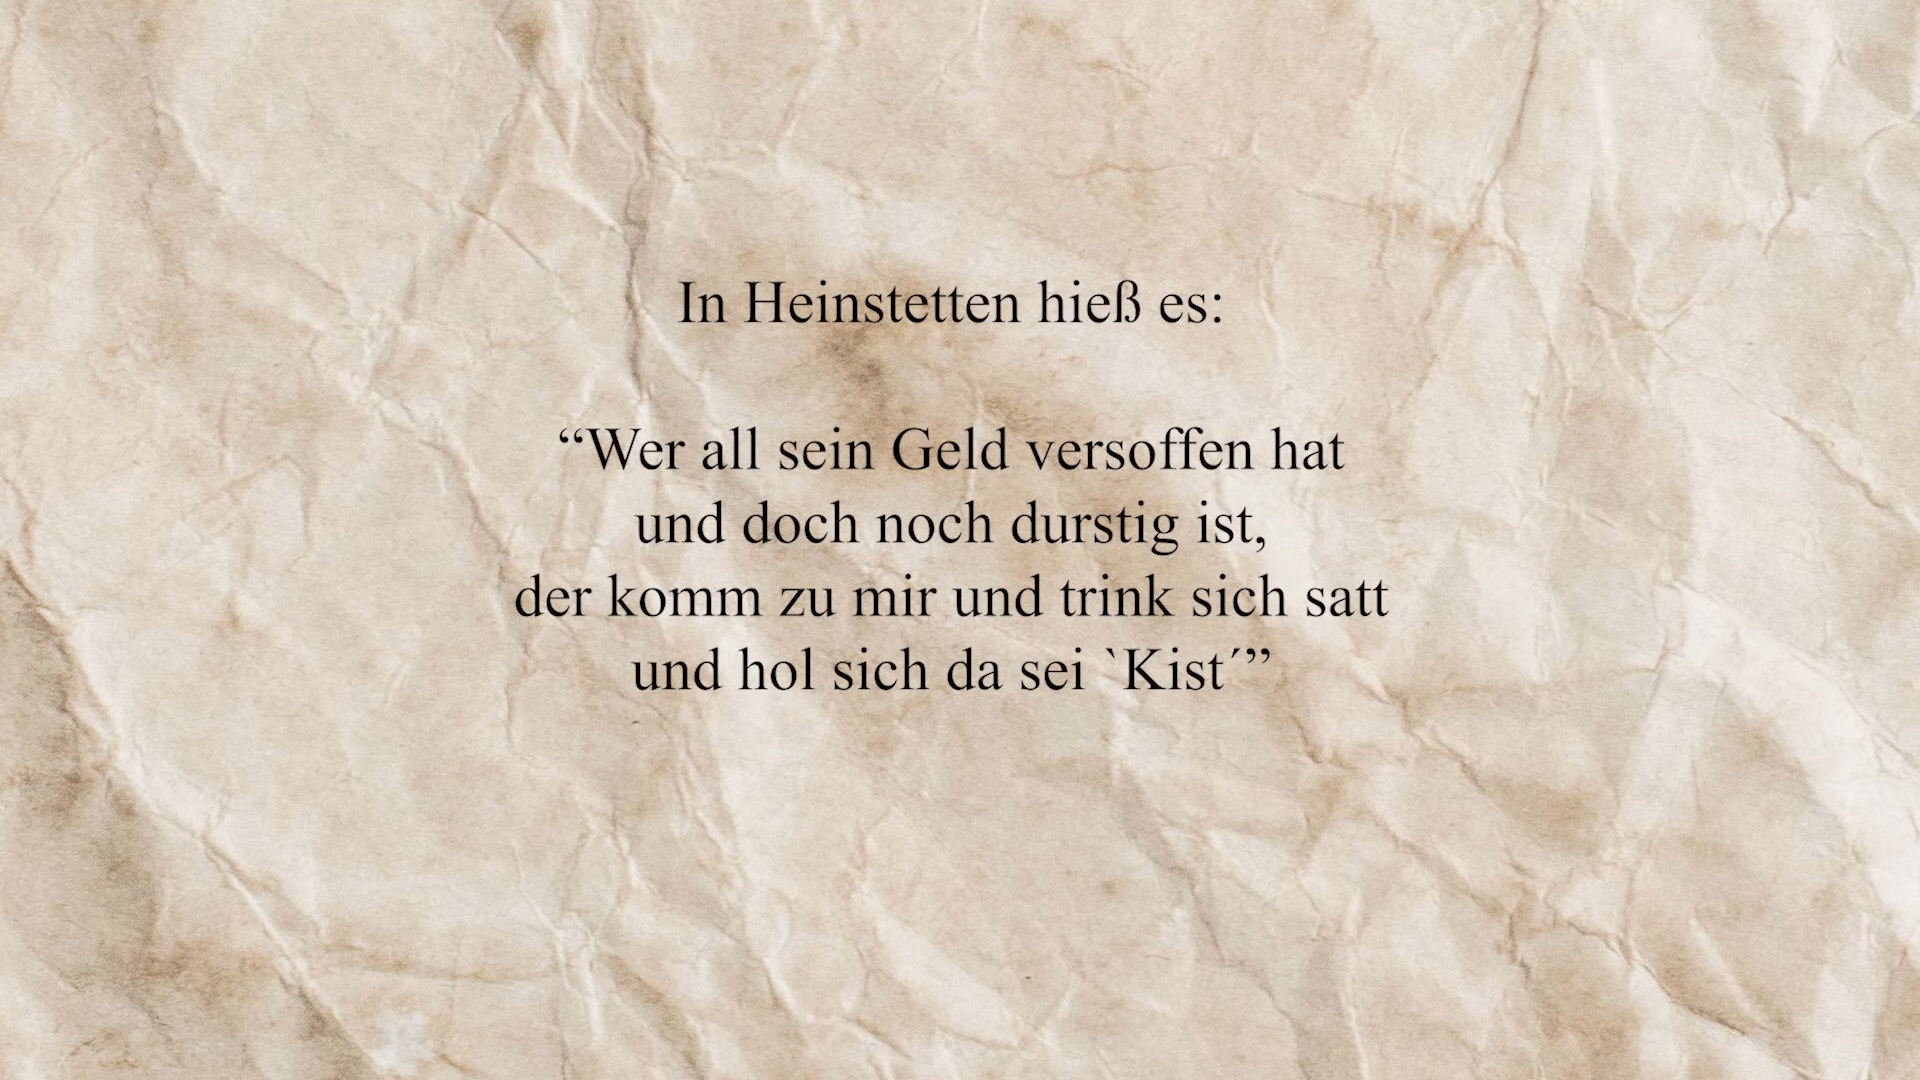 In Heinstetten hieß es:
“Wer all sein Geld versoffen hat
und doch noch durstig ist,
der komm zu mir und trink sich satt
und hol sich da sei `Kist´”